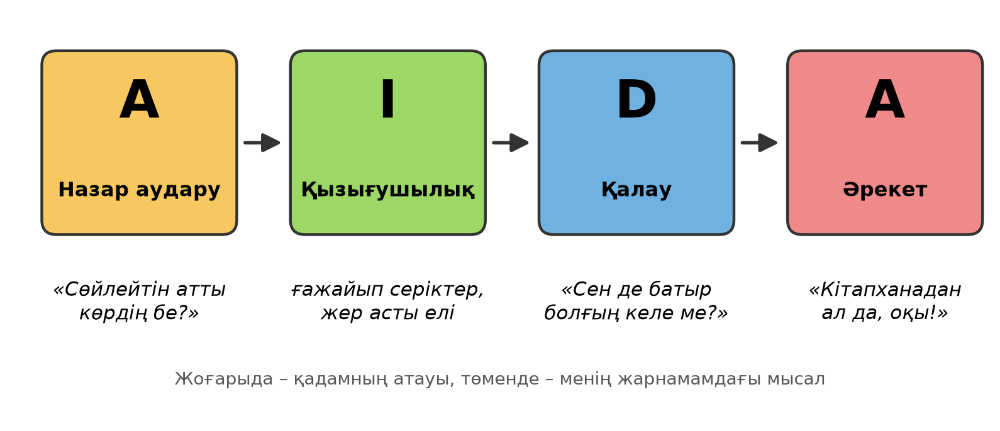 A
Назар аудару
I
Қызығушылық
D
Қалау
A
Әрекет
«Сөйлейтін атты
көрдің бе?»
ғажайып серіктер,
жер асты елі
«Сен де батыр
болғың келе ме?»
«Кітапханадан
ал да, оқы!»
Жоғарыда – қадамның атауы, төменде – менің жарнамамдағы мысал